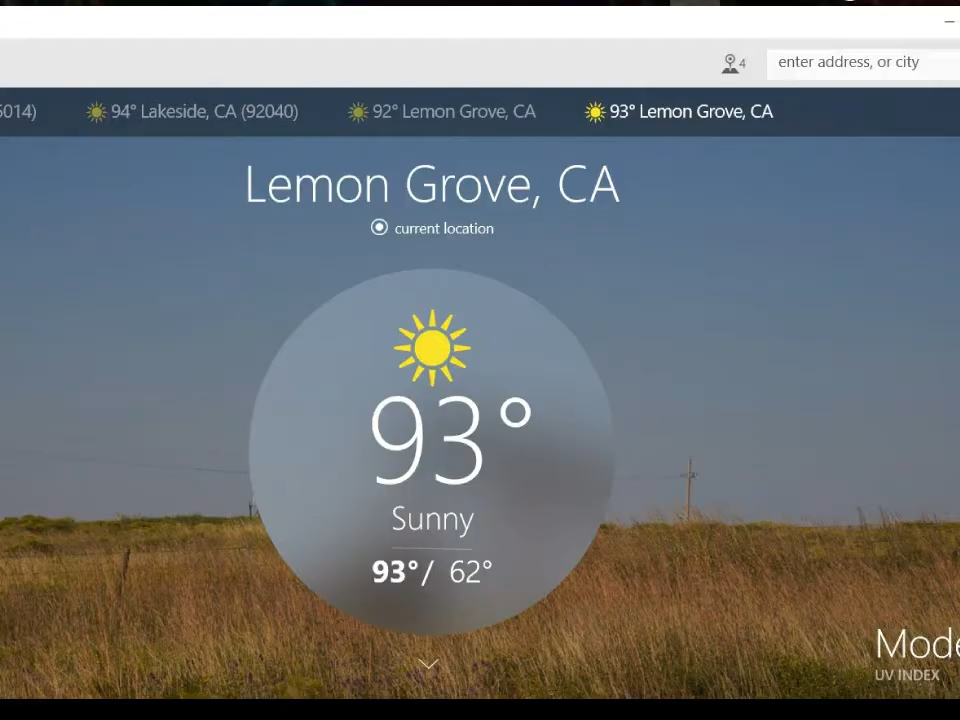 4
enter address, or city
5014)
94° Lakeside, CA (92040)
92° Lemon Grove, CA
93° Lemon Grove, CA
Lemon Grove, CA
current location
93°
Sunny
93°/ 62°
UV INDEX